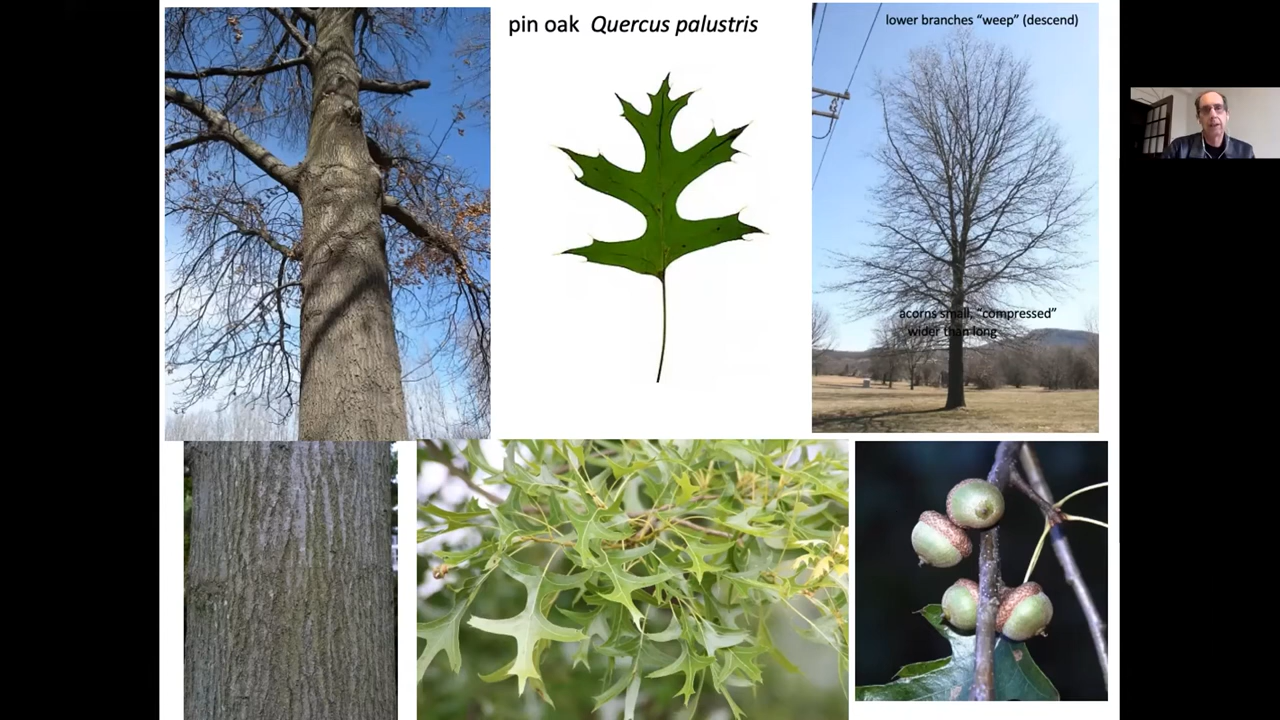 pin oak Quercus palustris
lower branches “weep” (descend)
acorns small, “compressed”
wider than long